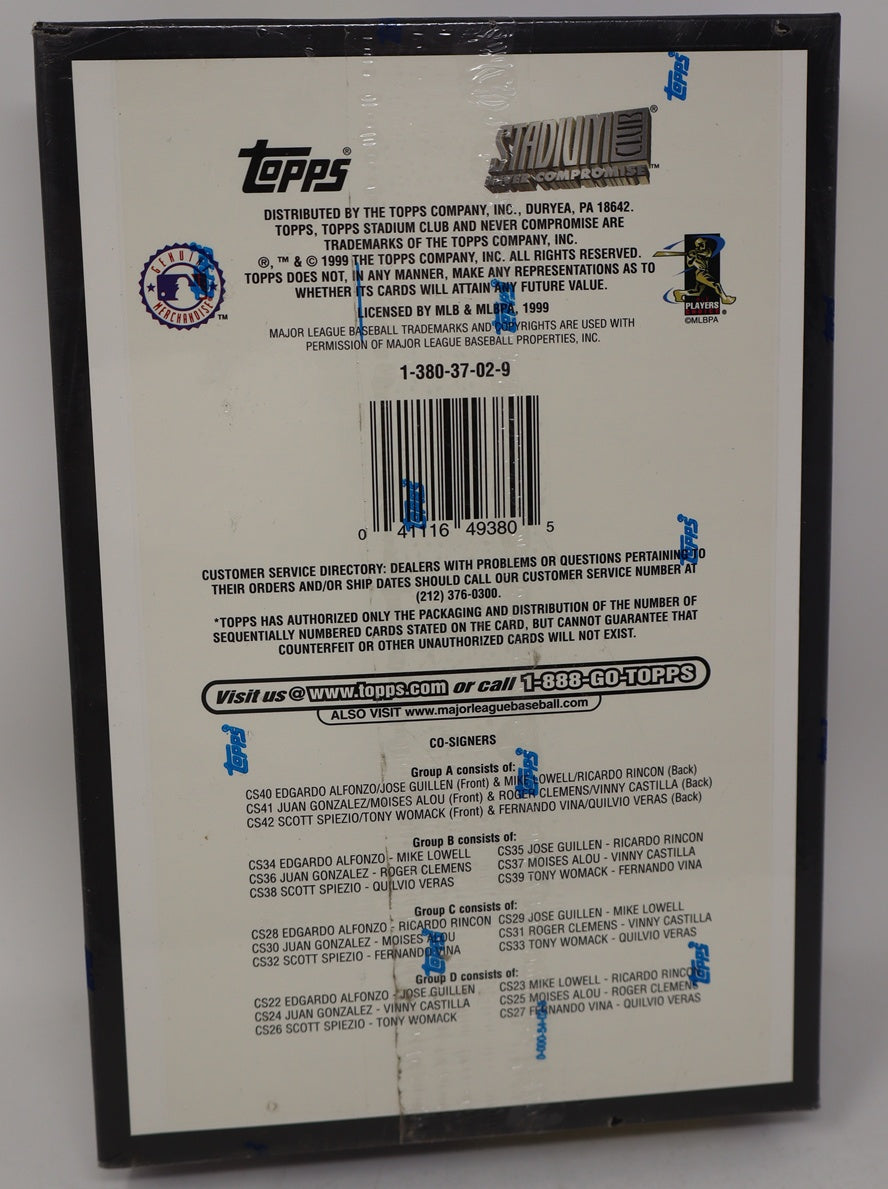 TOPPS®
STADIUM CLUB®
NEVER COMPROMISE™
DISTRIBUTED BY THE TOPPS COMPANY, INC., DURYEA, PA 18642.
TOPPS, TOPPS STADIUM CLUB AND NEVER COMPROMISE ARE
TRADEMARKS OF THE TOPPS COMPANY, INC.
®, ™ & © 1999 THE TOPPS COMPANY, INC. ALL RIGHTS RESERVED.
TOPPS DOES NOT, IN ANY MANNER, MAKE ANY REPRESENTATIONS AS TO
WHETHER ITS CARDS WILL ATTAIN ANY FUTURE VALUE.
LICENSED BY MLB & MLBPA, 1999
MAJOR LEAGUE BASEBALL TRADEMARKS AND COPYRIGHTS ARE USED WITH
PERMISSION OF MAJOR LEAGUE BASEBALL PROPERTIES, INC.
GENUINE
MERCHANDISE
™
PLAYERS
CHOICE
©MLBPA
1-380-37-02-9
0 41116 49380 5
CUSTOMER SERVICE DIRECTORY: DEALERS WITH PROBLEMS OR QUESTIONS PERTAINING TO
THEIR ORDERS AND/OR SHIP DATES SHOULD CALL OUR CUSTOMER SERVICE NUMBER AT
(212) 376-0300.
*TOPPS HAS AUTHORIZED ONLY THE PACKAGING AND DISTRIBUTION OF THE NUMBER OF
SEQUENTIALLY NUMBERED CARDS STATED ON THE CARD, BUT CANNOT GUARANTEE THAT
COUNTERFEIT OR OTHER UNAUTHORIZED CARDS WILL NOT EXIST.
Visit us @ www.topps.com or call 1-888-GO-TOPPS
ALSO VISIT www.majorleaguebaseball.com
CO-SIGNERS
Group A consists of:
CS40 EDGARDO ALFONZO/JOSE GUILLEN (Front) & MIKE LOWELL/RICARDO RINCON (Back)
CS41 JUAN GONZALEZ/MOISES ALOU (Front) & ROGER CLEMENS/VINNY CASTILLA (Back)
CS42 SCOTT SPIEZIO/TONY WOMACK (Front) & FERNANDO VINA/QUILVIO VERAS (Back)
Group B consists of:
CS34 EDGARDO ALFONZO - MIKE LOWELL CS35 JOSE GUILLEN - RICARDO RINCON
CS36 JUAN GONZALEZ - ROGER CLEMENS CS37 MOISES ALOU - VINNY CASTILLA
CS38 SCOTT SPIEZIO - QUILVIO VERAS CS39 TONY WOMACK - FERNANDO VINA
Group C consists of:
CS28 EDGARDO ALFONZO - RICARDO RINCON CS29 JOSE GUILLEN - MIKE LOWELL
CS30 JUAN GONZALEZ - MOISES ALOU CS31 ROGER CLEMENS - VINNY CASTILLA
CS32 SCOTT SPIEZIO - FERNANDO VINA CS33 TONY WOMACK - QUILVIO VERAS
Group D consists of:
CS22 EDGARDO ALFONZO - JOSE GUILLEN CS23 MIKE LOWELL - RICARDO RINCON
CS24 JUAN GONZALEZ - VINNY CASTILLA CS25 MOISES ALOU - ROGER CLEMENS
CS26 SCOTT SPIEZIO - TONY WOMACK CS27 FERNANDO VINA - QUILVIO VERAS
TOPPS®
TOPPS®
TOPPS®
TOPPS®
TOPPS®
TOPPS®
TOPPS®
TOPPS®
TOPPS®